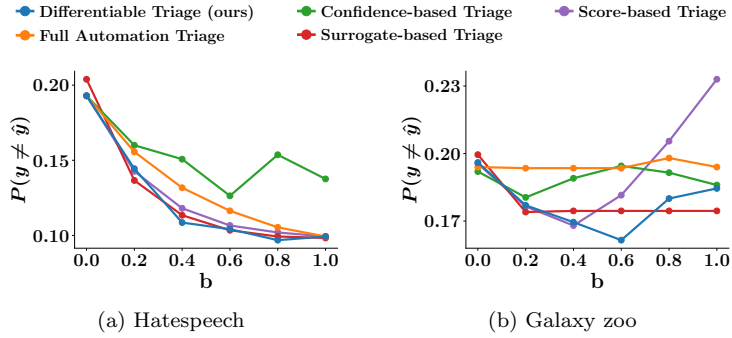 Differentiable Triage (ours)
Confidence-based Triage
Score-based Triage
Full Automation Triage
Surrogate-based Triage
P(y ≠ ŷ)
0.20
0.15
0.10
0.0 0.2 0.4 0.6 0.8 1.0
b
(a) Hatespeech
P(y ≠ ŷ)
0.23
0.20
0.17
0.0 0.2 0.4 0.6 0.8 1.0
b
(b) Galaxy zoo